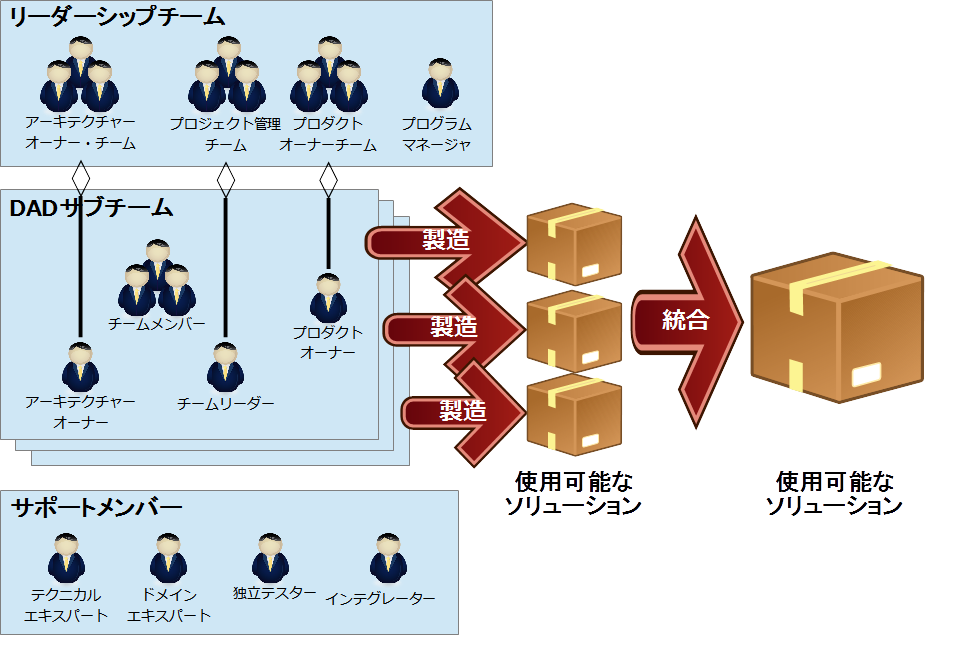 リーダーシップチーム
アーキテクチャー
オーナー・チーム
プロジェクト管理
チーム
プロダクト
オーナーチーム
プログラム
マネージャ
DADサブチーム
チームメンバー
アーキテクチャー
オーナー
チームリーダー
プロダクト
オーナー
製造
製造
製造
統合
使用可能な
ソリューション
使用可能な
ソリューション
サポートメンバー
テクニカル
エキスパート
ドメイン
エキスパート
独立テスター
インテグレーター